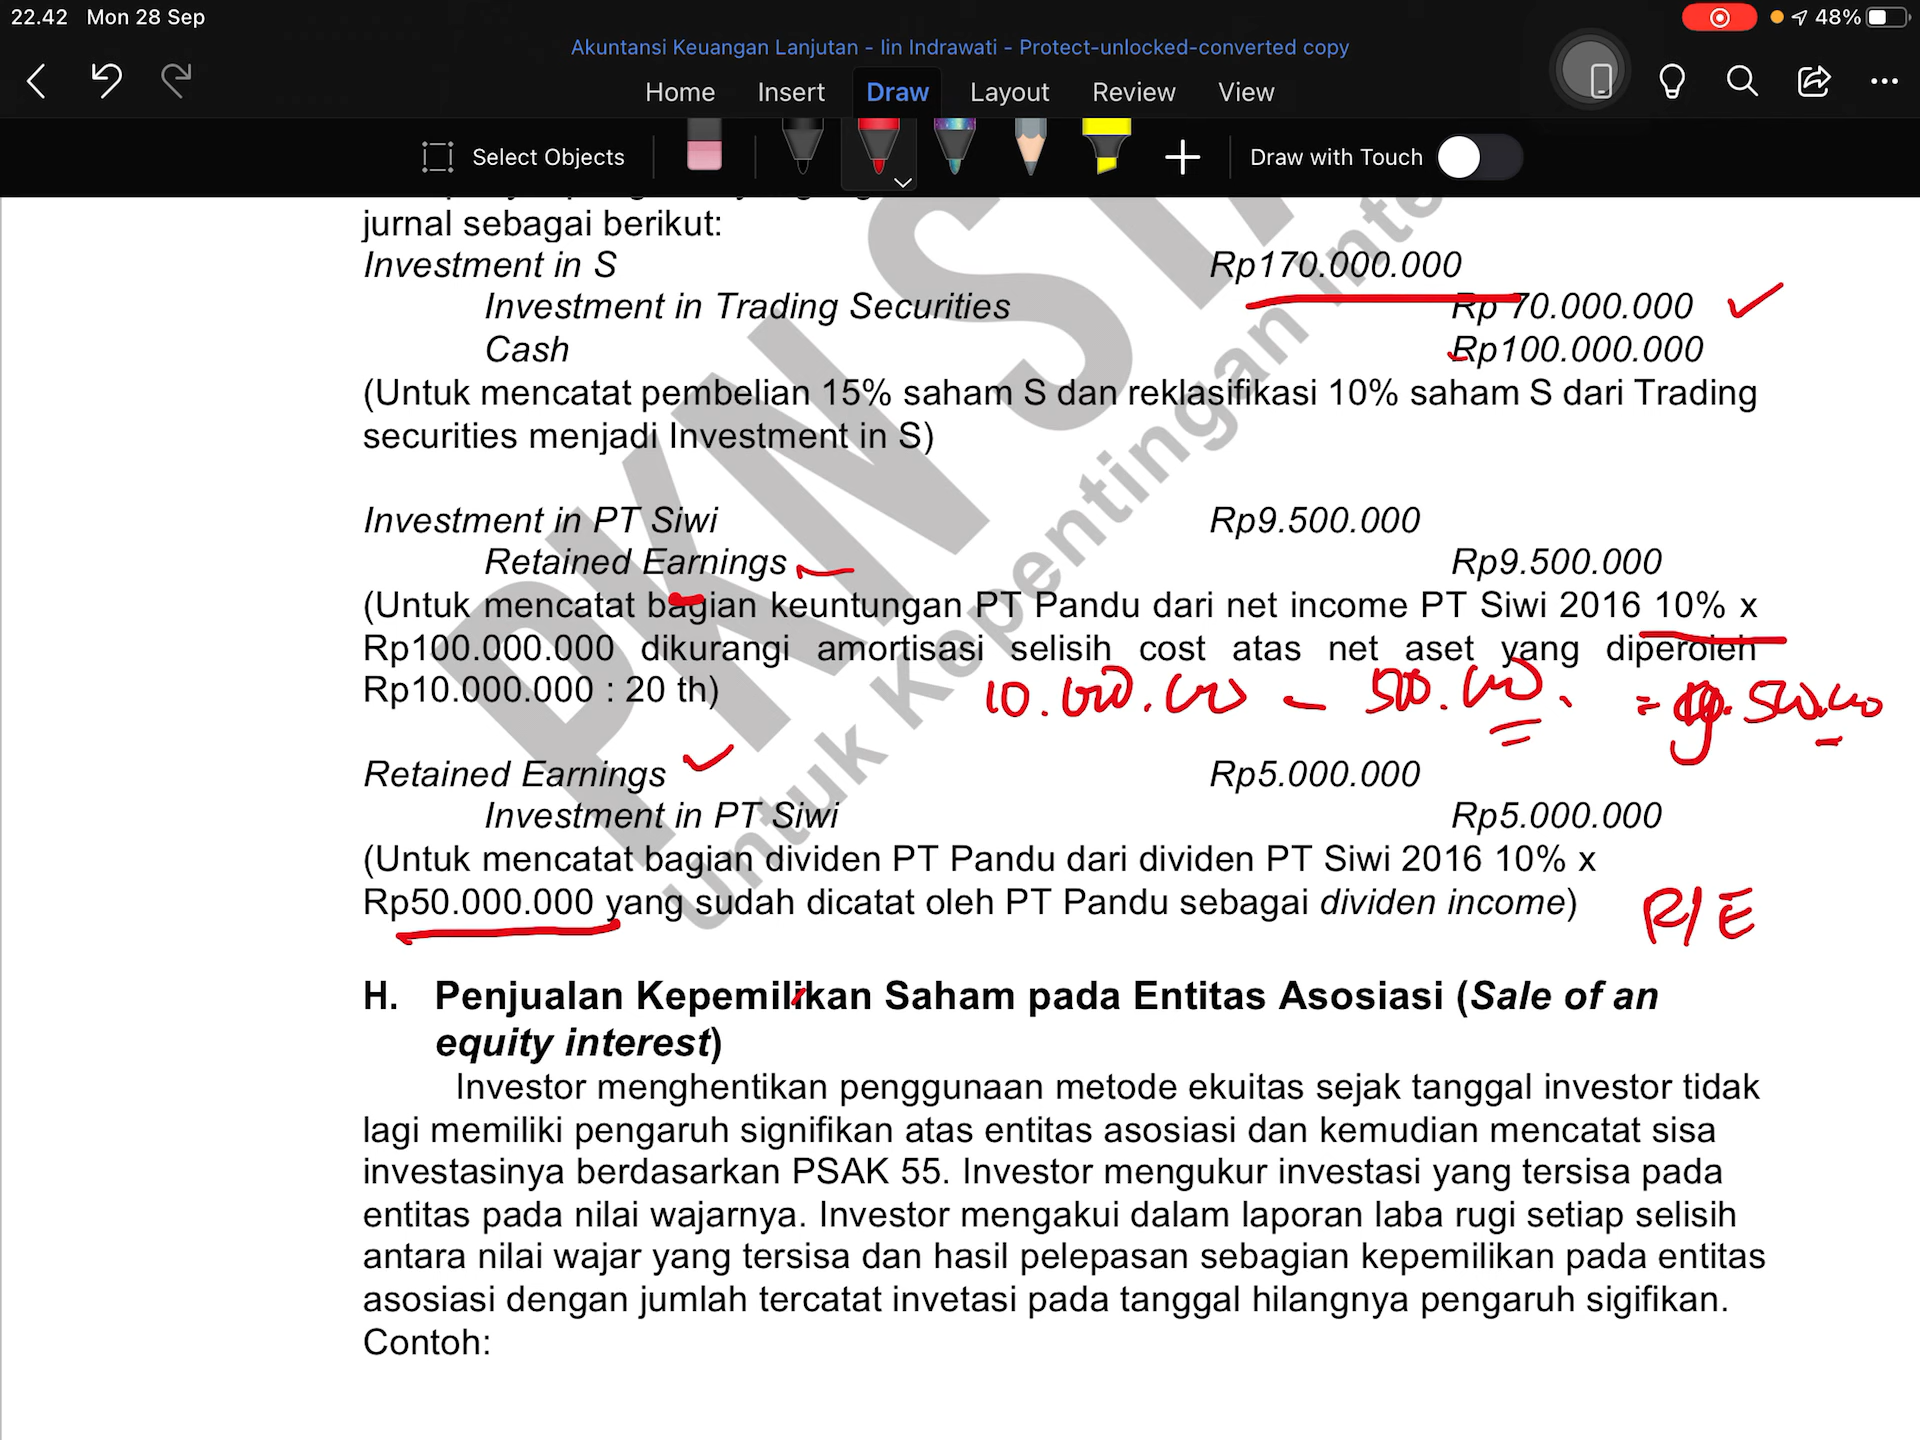 22.42 Mon 28 Sep
48%
Akuntansi Keuangan Lanjutan - Iin Indrawati - Protect-unlocked-converted copy
Home Insert Draw Layout Review View
Select Objects
Draw with Touch
jurnal sebagai berikut:
Investment in S Rp170.000.000
Investment in Trading Securities Rp 70.000.000
Cash Rp100.000.000
(Untuk mencatat pembelian 15% saham S dan reklasifikasi 10% saham S dari Trading
securities menjadi Investment in S)
Investment in PT Siwi Rp9.500.000
Retained Earnings Rp9.500.000
(Untuk mencatat bagian keuntungan PT Pandu dari net income PT Siwi 2016 10% x
Rp100.000.000 dikurangi amortisasi selisih cost atas net aset yang diperoleh
Rp10.000.000 : 20 th)
10.000.000 - 500.000 = 9.500.000
Retained Earnings Rp5.000.000
Investment in PT Siwi Rp5.000.000
(Untuk mencatat bagian dividen PT Pandu dari dividen PT Siwi 2016 10% x
Rp50.000.000 yang sudah dicatat oleh PT Pandu sebagai dividen income)
R/E
H. Penjualan Kepemilikan Saham pada Entitas Asosiasi (Sale of an
equity interest)
Investor menghentikan penggunaan metode ekuitas sejak tanggal investor tidak
lagi memiliki pengaruh signifikan atas entitas asosiasi dan kemudian mencatat sisa
investasinya berdasarkan PSAK 55. Investor mengukur investasi yang tersisa pada
entitas pada nilai wajarnya. Investor mengakui dalam laporan laba rugi setiap selisih
antara nilai wajar yang tersisa dan hasil pelepasan sebagian kepemilikan pada entitas
asosiasi dengan jumlah tercatat invetasi pada tanggal hilangnya pengaruh sigifikan.
Contoh:
PKN
Untuk Kepentingan